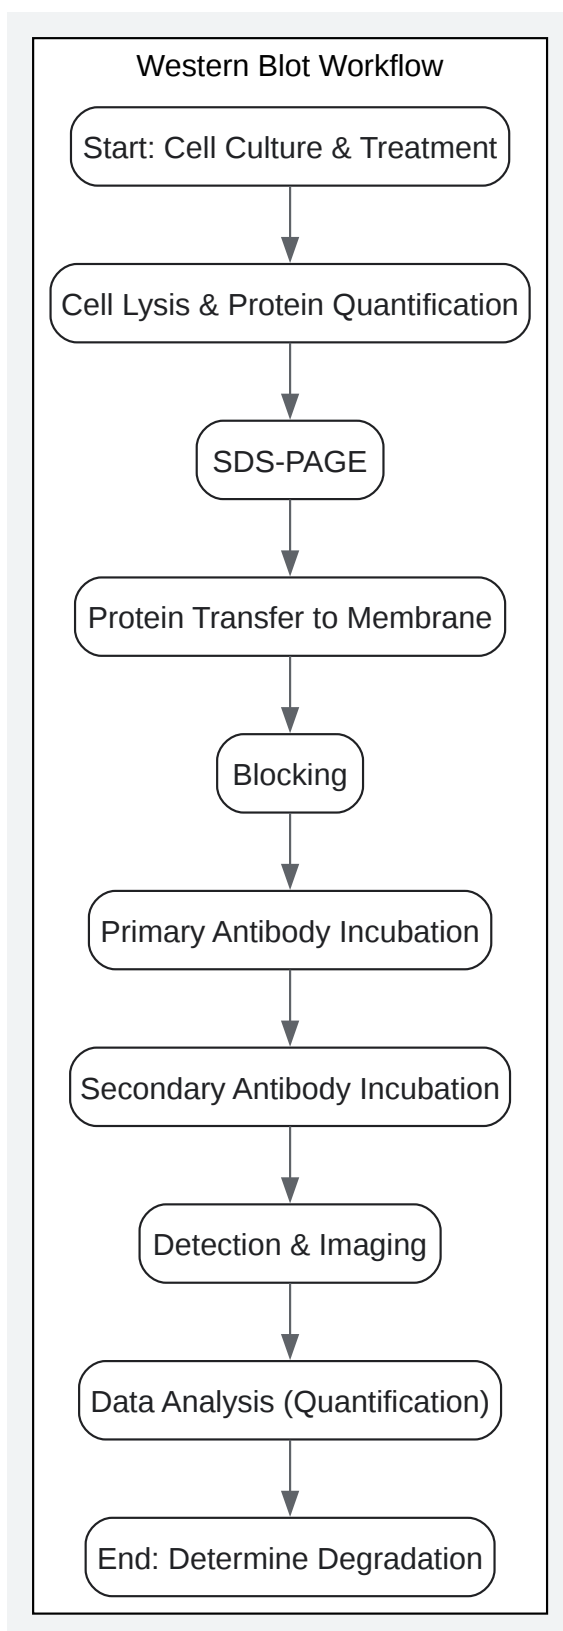 Western Blot Workflow
Start: Cell Culture & Treatment
Cell Lysis & Protein Quantification
SDS-PAGE
Protein Transfer to Membrane
Blocking
Primary Antibody Incubation
Secondary Antibody Incubation
Detection & Imaging
Data Analysis (Quantification)
End: Determine Degradation